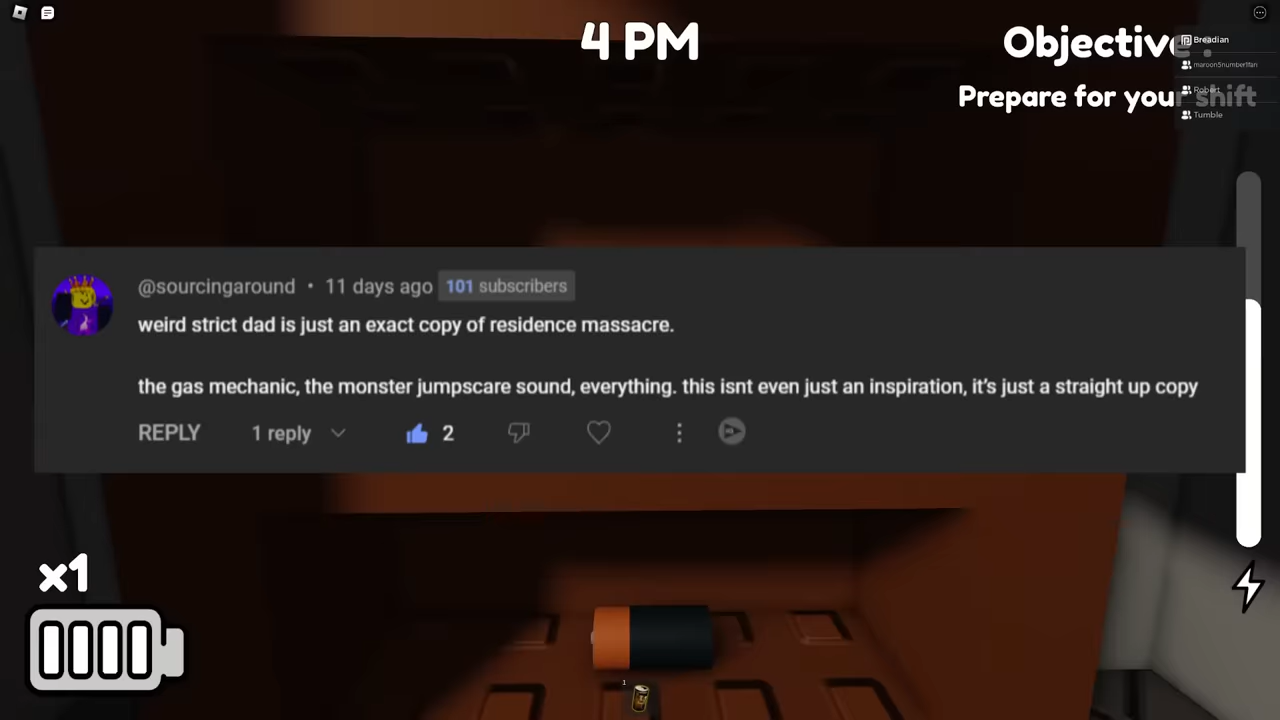 4 PM
Objective :
Prepare for your shift
Breadian
maroon5number1fan
Robert
Tumble
@sourcingaround • 11 days ago 101 subscribers
weird strict dad is just an exact copy of residence massacre.
the gas mechanic, the monster jumpscare sound, everything. this isnt even just an inspiration, it's just a straight up copy
REPLY 1 reply 2
x1
1